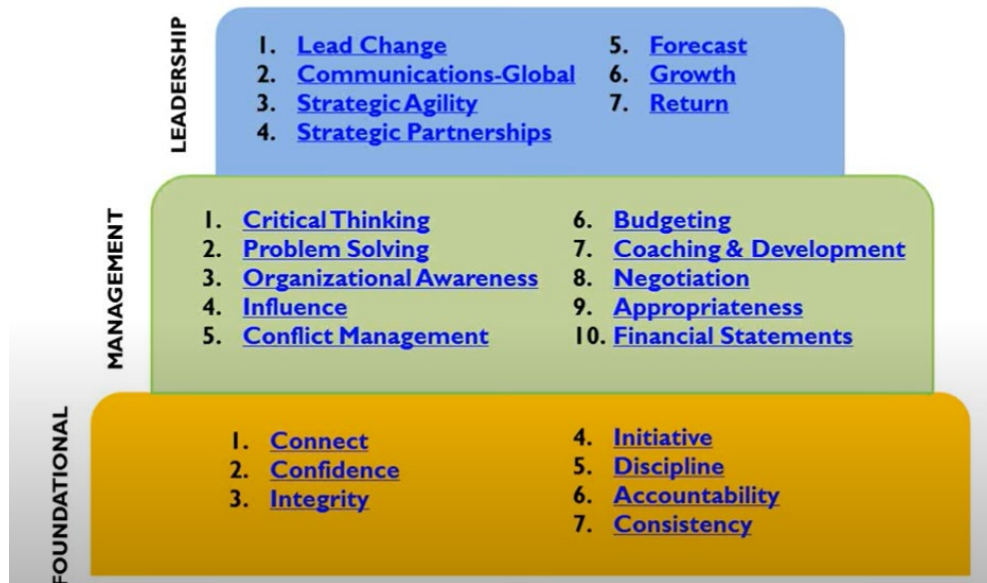 LEADERSHIP
1. Lead Change
2. Communications-Global
3. Strategic Agility
4. Strategic Partnerships
5. Forecast
6. Growth
7. Return
MANAGEMENT
1. Critical Thinking
2. Problem Solving
3. Organizational Awareness
4. Influence
5. Conflict Management
6. Budgeting
7. Coaching & Development
8. Negotiation
9. Appropriateness
10. Financial Statements
FOUNDATIONAL
1. Connect
2. Confidence
3. Integrity
4. Initiative
5. Discipline
6. Accountability
7. Consistency